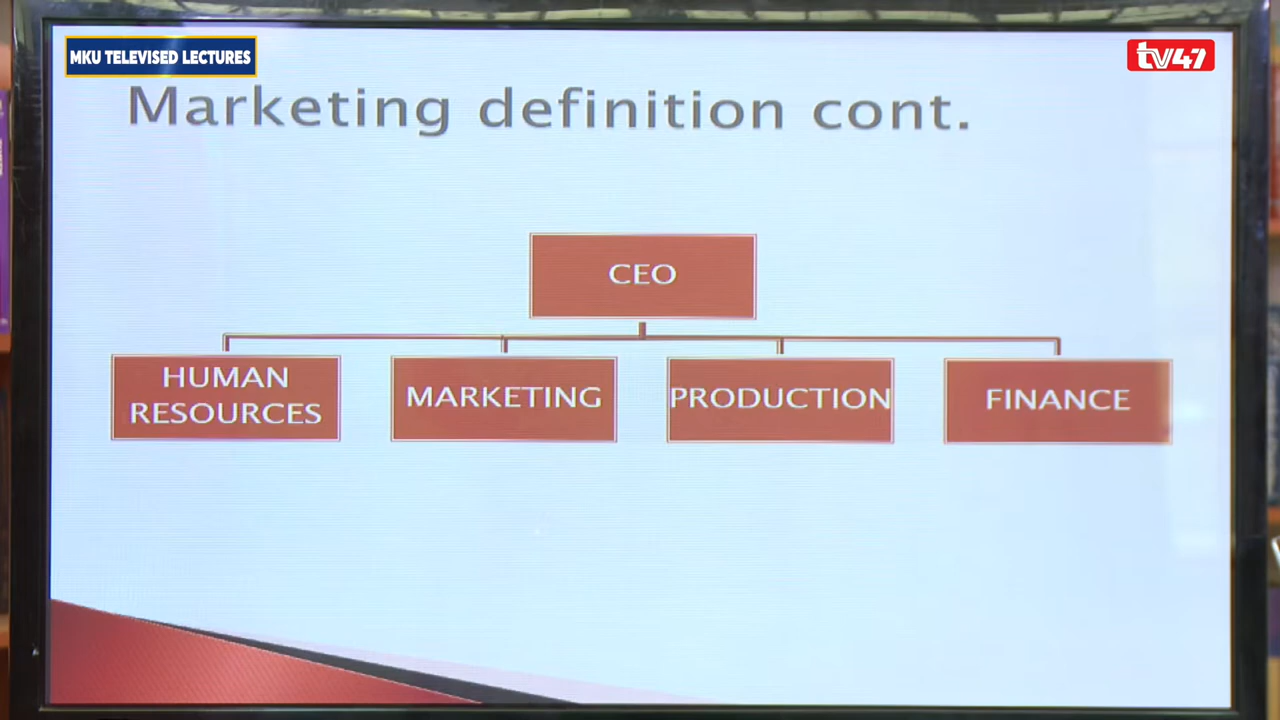 MKU TELEVISED LECTURES
tv47
Marketing definition cont.
CEO
HUMAN
RESOURCES
MARKETING
PRODUCTION
FINANCE